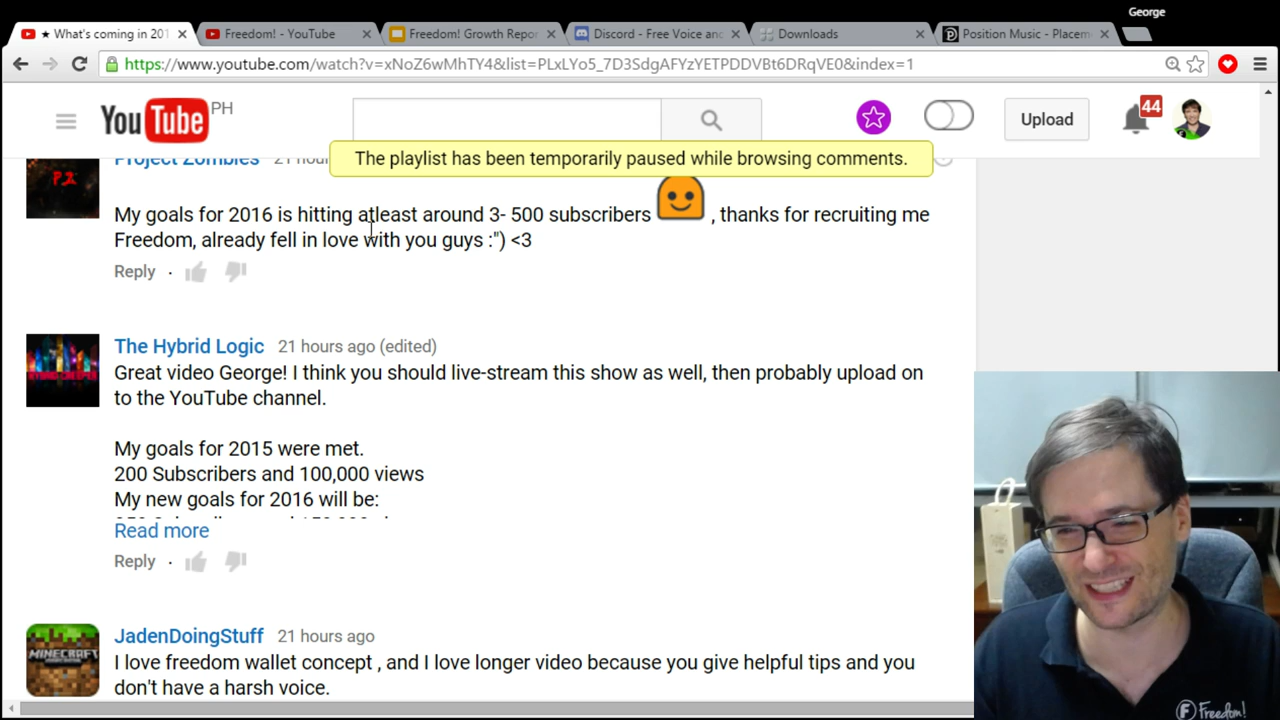 George
★ What's coming in 201
Freedom! - YouTube
Freedom! Growth Repor
Discord - Free Voice and
Downloads
Position Music - Placem
https://www.youtube.com/watch?v=xNoZ6wMhTY4&list=PLxLYo5_7D3SdgAFYzYETPDDVBt6DRqVE0&index=1
YouTube PH
Upload
44
The playlist has been temporarily paused while browsing comments.
Project Zombies 21 hour
My goals for 2016 is hitting atleast around 3- 500 subscribers , thanks for recruiting me
Freedom, already fell in love with you guys :") <3
Reply ·
The Hybrid Logic 21 hours ago (edited)
Great video George! I think you should live-stream this show as well, then probably upload on
to the YouTube channel.
My goals for 2015 were met.
200 Subscribers and 100,000 views
My new goals for 2016 will be:
Read more
Reply ·
JadenDoingStuff 21 hours ago
MINECRAFT
I love freedom wallet concept , and I love longer video because you give helpful tips and you
don't have a harsh voice.
Freedom!